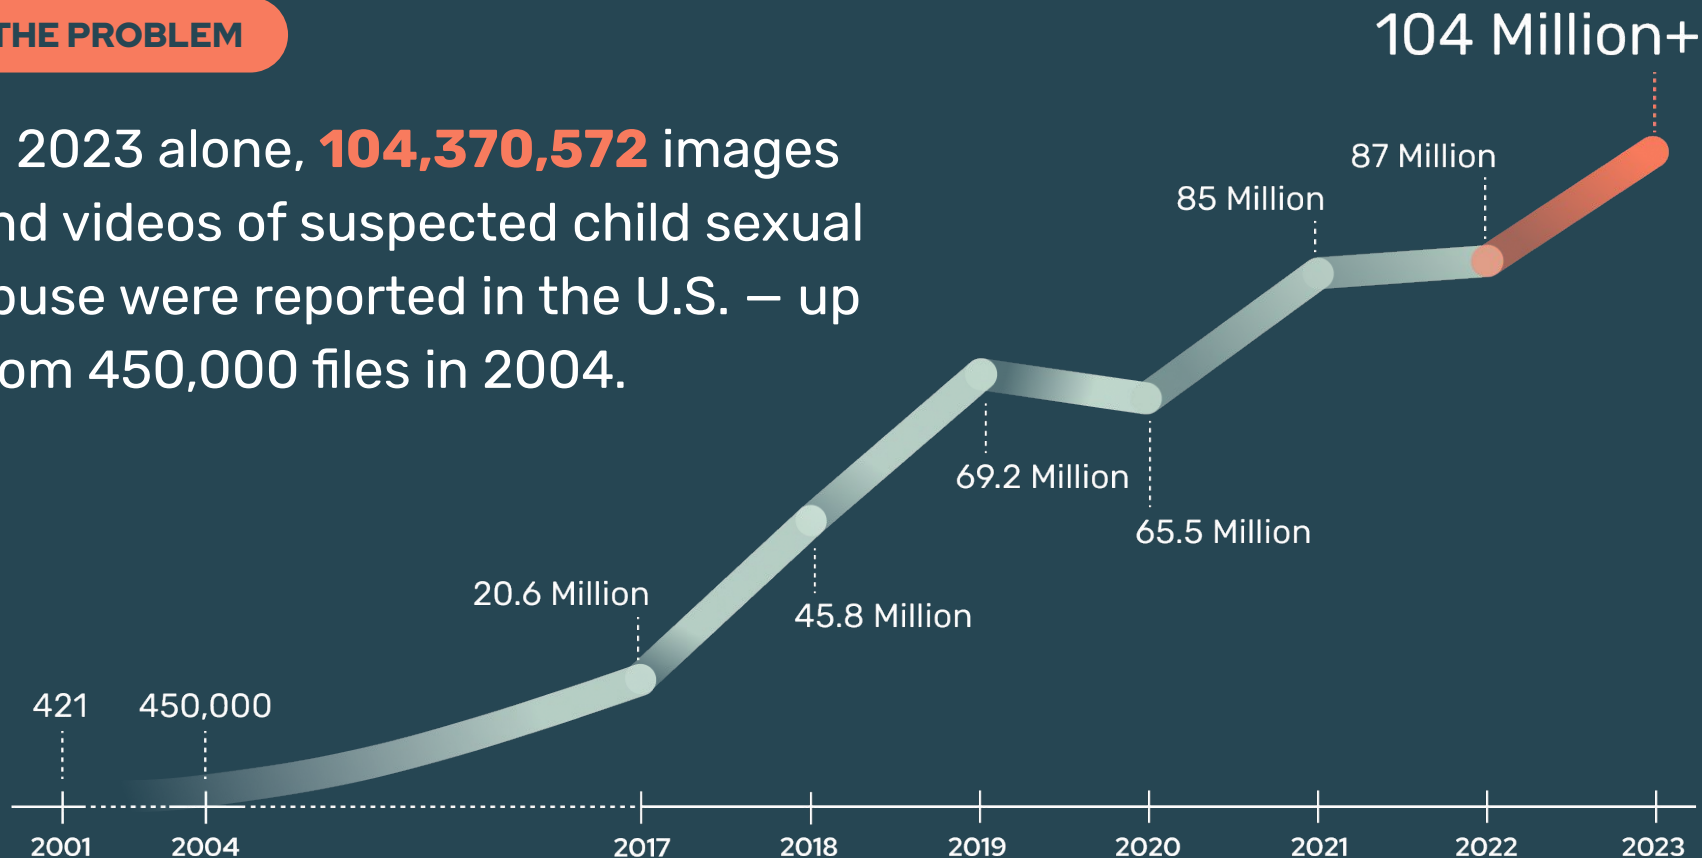 THE PROBLEM
104 Million+
2023 alone, 104,370,572 images
nd videos of suspected child sexual
buse were reported in the U.S. — up
om 450,000 files in 2004.
87 Million
85 Million
69.2 Million
65.5 Million
20.6 Million
45.8 Million
421 450,000
2001 2004 2017 2018 2019 2020 2021 2022 2023